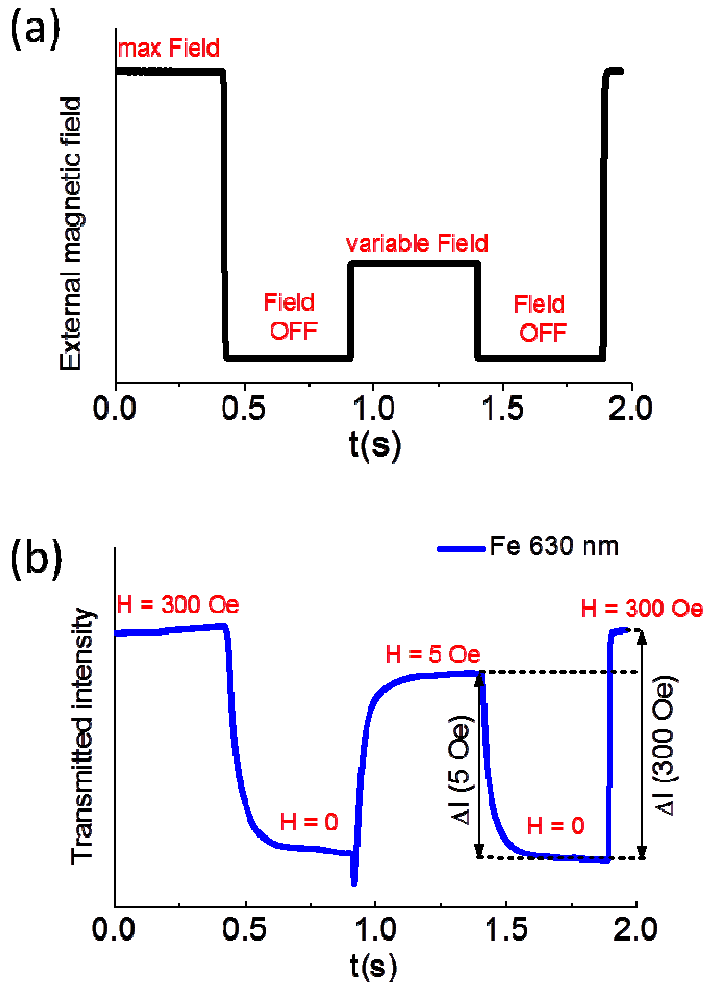 (a)
max Field
External magnetic field
variable Field
Field
OFF
Field
OFF
0.0 0.5 1.0 1.5 2.0
t(s)
(b)
Fe 630 nm
H = 300 Oe
H = 300 Oe
H = 5 Oe
Transmitted intensity
ΔI (5 Oe)
ΔI (300 Oe)
H = 0
H = 0
0.0 0.5 1.0 1.5 2.0
t(s)